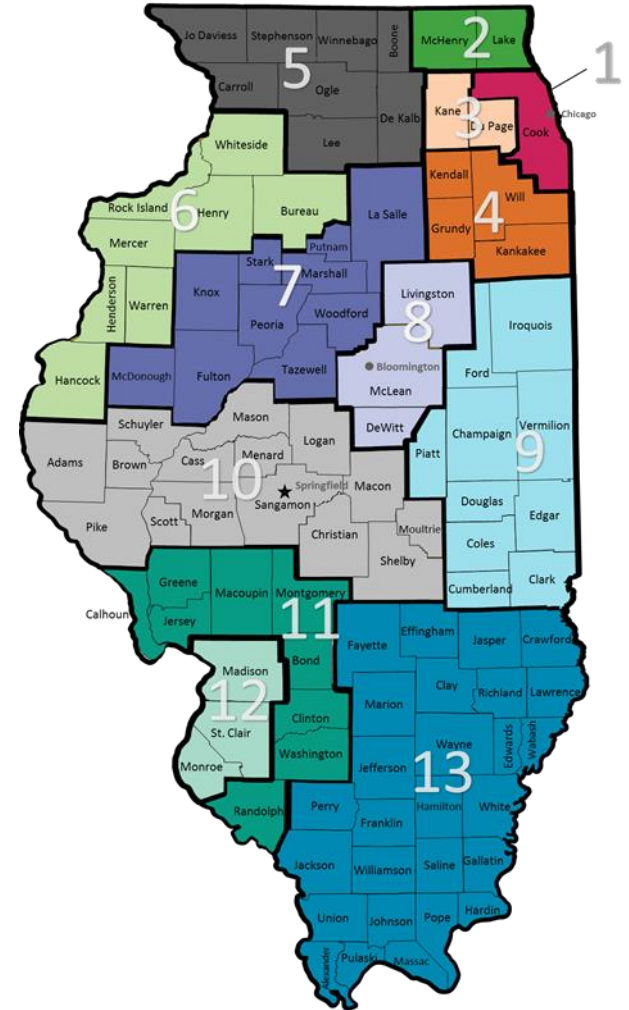 Jo Daviess
Stephenson
Winnebago
Boone
McHenry
Lake
2
1
5
Carroll
Ogle
De Kalb
Lee
Kane
3
Du Page
Cook
Chicago
Whiteside
Kendall
Will
4
Grundy
Kankakee
Rock Island
6
Henry
Bureau
La Salle
Mercer
Putnam
Stark
7
Marshall
Henderson
Warren
Knox
Peoria
Woodford
Livingston
8
Iroquois
Hancock
McDonough
Fulton
Tazewell
Bloomington
McLean
Ford
DeWitt
Schuyler
Mason
Logan
Champaign
Vermilion
9
Piatt
Adams
Brown
Cass
Menard
10
Springfield
Macon
Sangamon
Pike
Scott
Morgan
Christian
Moultrie
Shelby
Douglas
Edgar
Coles
Cumberland
Clark
Greene
Macoupin
Montgomery
Calhoun
Jersey
11
Fayette
Effingham
Jasper
Crawford
Madison
Bond
12
Clay
Richland
Lawrence
Marion
Clinton
St. Clair
Washington
Wayne
Edwards
Wabash
Monroe
Jefferson
13
Randolph
Perry
Hamilton
White
Franklin
Jackson
Williamson
Saline
Gallatin
Union
Johnson
Pope
Hardin
Alexander
Pulaski
Massac